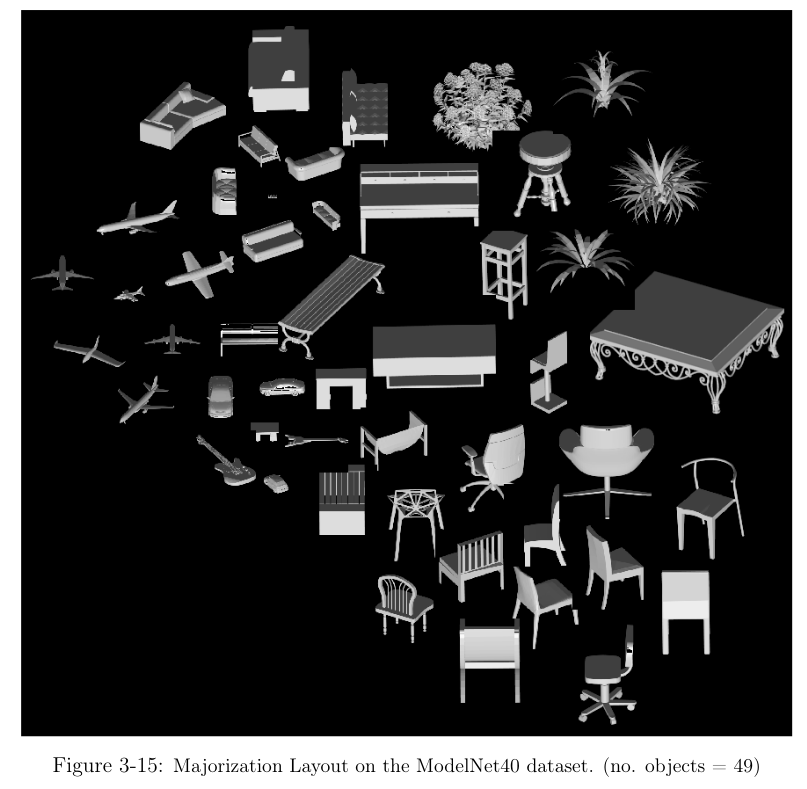 Figure 3-15: Majorization Layout on the ModelNet40 dataset. (no. objects = 49)